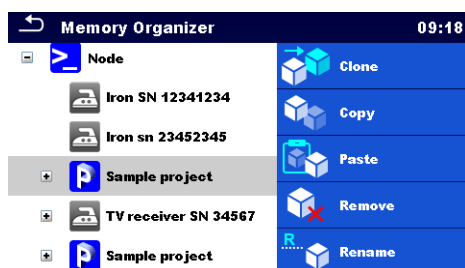 Memory Organizer 09:18
Node
Iron SN 12341234
Iron sn 23452345
Sample project
TV receiver SN 34567
Sample project
Clone
Copy
Paste
Remove
R
Rename